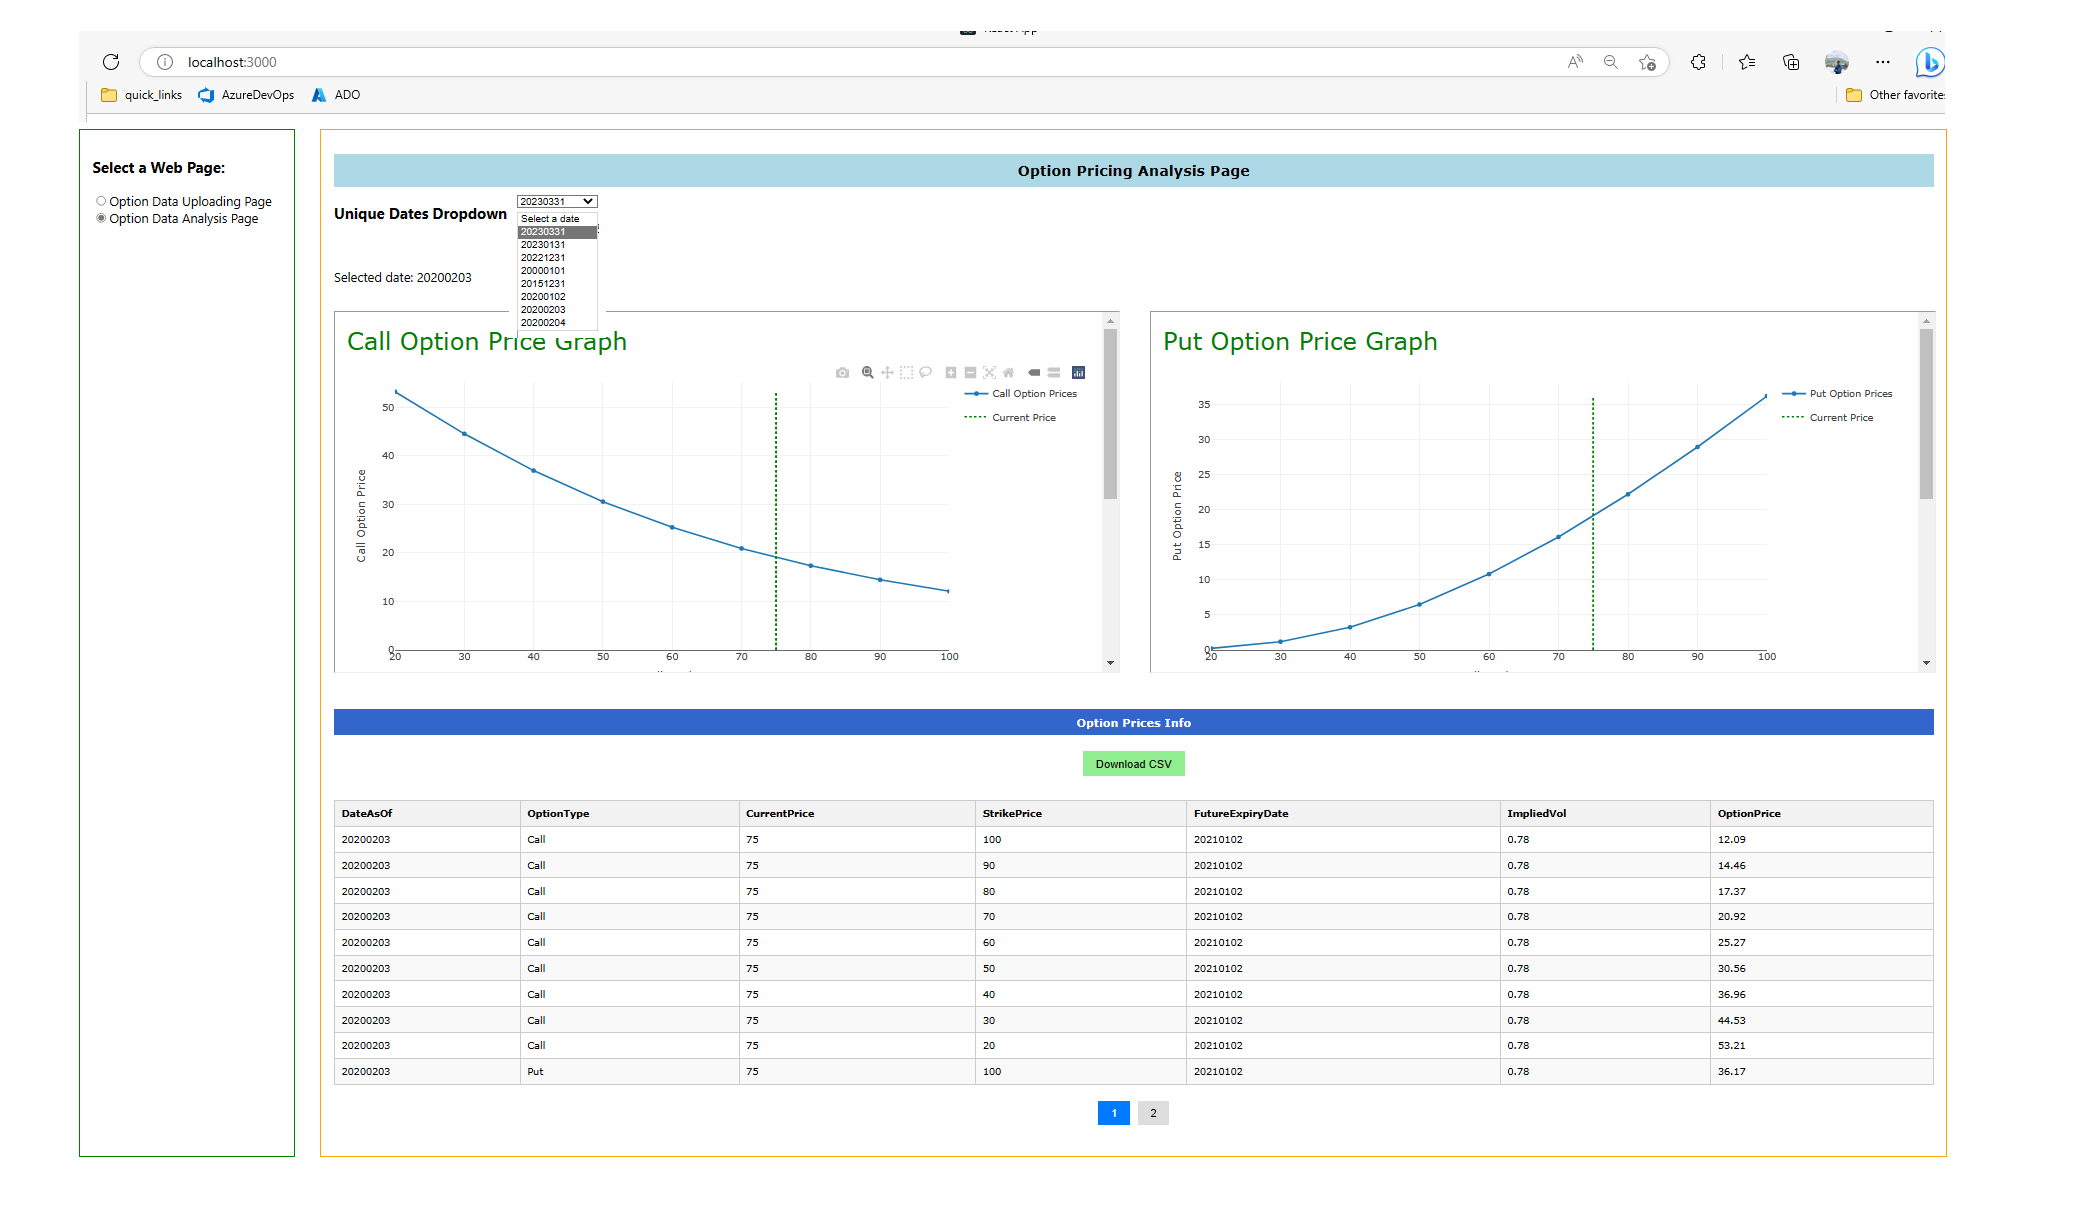 localhost:3000
quick_links AzureDevOps ADO Other favorites
Select a Web Page:
Option Data Uploading Page
Option Data Analysis Page
Option Pricing Analysis Page
Unique Dates Dropdown 20230331
Select a date
20230331
20230131
20221231
20000101
20151231
20200102
20200203
20200204
Selected date: 20200203
Call Option Price Graph
50
40
30
20
10
0
Call Option Price
20 30 40 50 60 70 80 90 100
Call Option Prices
Current Price
Put Option Price Graph
35
30
25
20
15
10
5
0
Put Option Price
20 30 40 50 60 70 80 90 100
Put Option Prices
Current Price
Option Prices Info
Download CSV
DateAsOf OptionType CurrentPrice StrikePrice FutureExpiryDate ImpliedVol OptionPrice
20200203 Call 75 100 20210102 0.78 12.09
20200203 Call 75 90 20210102 0.78 14.46
20200203 Call 75 80 20210102 0.78 17.37
20200203 Call 75 70 20210102 0.78 20.92
20200203 Call 75 60 20210102 0.78 25.27
20200203 Call 75 50 20210102 0.78 30.56
20200203 Call 75 40 20210102 0.78 36.96
20200203 Call 75 30 20210102 0.78 44.53
20200203 Call 75 20 20210102 0.78 53.21
20200203 Put 75 100 20210102 0.78 36.17
1 2